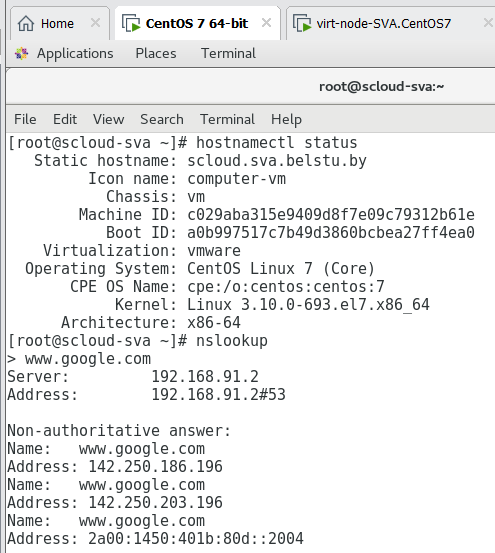 Home CentOS 7 64-bit virt-node-SVA.CentOS7
Applications Places Terminal
root@scloud-sva:~
File Edit View Search Terminal Help
[root@scloud-sva ~]# hostnamectl status
Static hostname: scloud.sva.belstu.by
Icon name: computer-vm
Chassis: vm
Machine ID: c029aba315e9409d8f7e09c79312b61e
Boot ID: a0b997517c7b49d3860bcbea27ff4ea0
Virtualization: vmware
Operating System: CentOS Linux 7 (Core)
CPE OS Name: cpe:/o:centos:centos:7
Kernel: Linux 3.10.0-693.el7.x86_64
Architecture: x86-64
[root@scloud-sva ~]# nslookup
> www.google.com
Server: 192.168.91.2
Address: 192.168.91.2#53
Non-authoritative answer:
Name: www.google.com
Address: 142.250.186.196
Name: www.google.com
Address: 142.250.203.196
Name: www.google.com
Address: 2a00:1450:401b:80d::2004